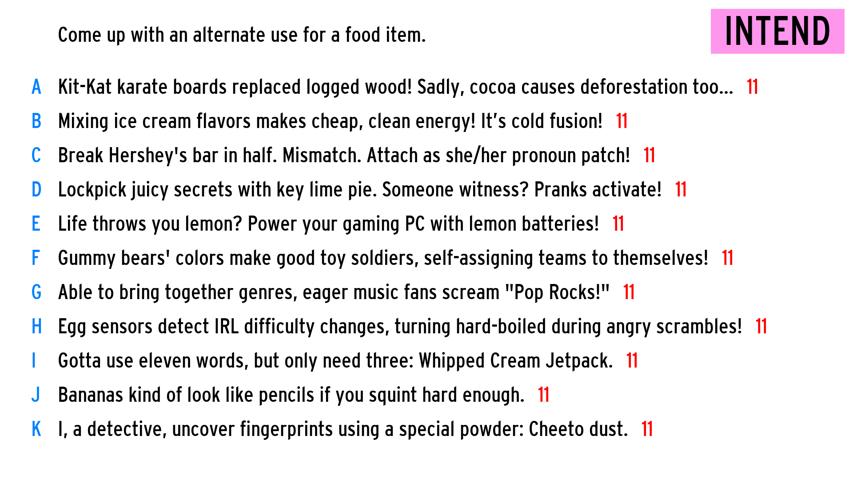 Come up with an alternate use for a food item.
INTEND
A Kit-Kat karate boards replaced logged wood! Sadly, cocoa causes deforestation too... 11
B Mixing ice cream flavors makes cheap, clean energy! It's cold fusion! 11
C Break Hershey's bar in half. Mismatch. Attach as she/her pronoun patch! 11
D Lockpick juicy secrets with key lime pie. Someone witness? Pranks activate! 11
E Life throws you lemon? Power your gaming PC with lemon batteries! 11
F Gummy bears' colors make good toy soldiers, self-assigning teams to themselves! 11
G Able to bring together genres, eager music fans scream "Pop Rocks!" 11
H Egg sensors detect IRL difficulty changes, turning hard-boiled during angry scrambles! 11
I Gotta use eleven words, but only need three: Whipped Cream Jetpack. 11
J Bananas kind of look like pencils if you squint hard enough. 11
K I, a detective, uncover fingerprints using a special powder: Cheeto dust. 11